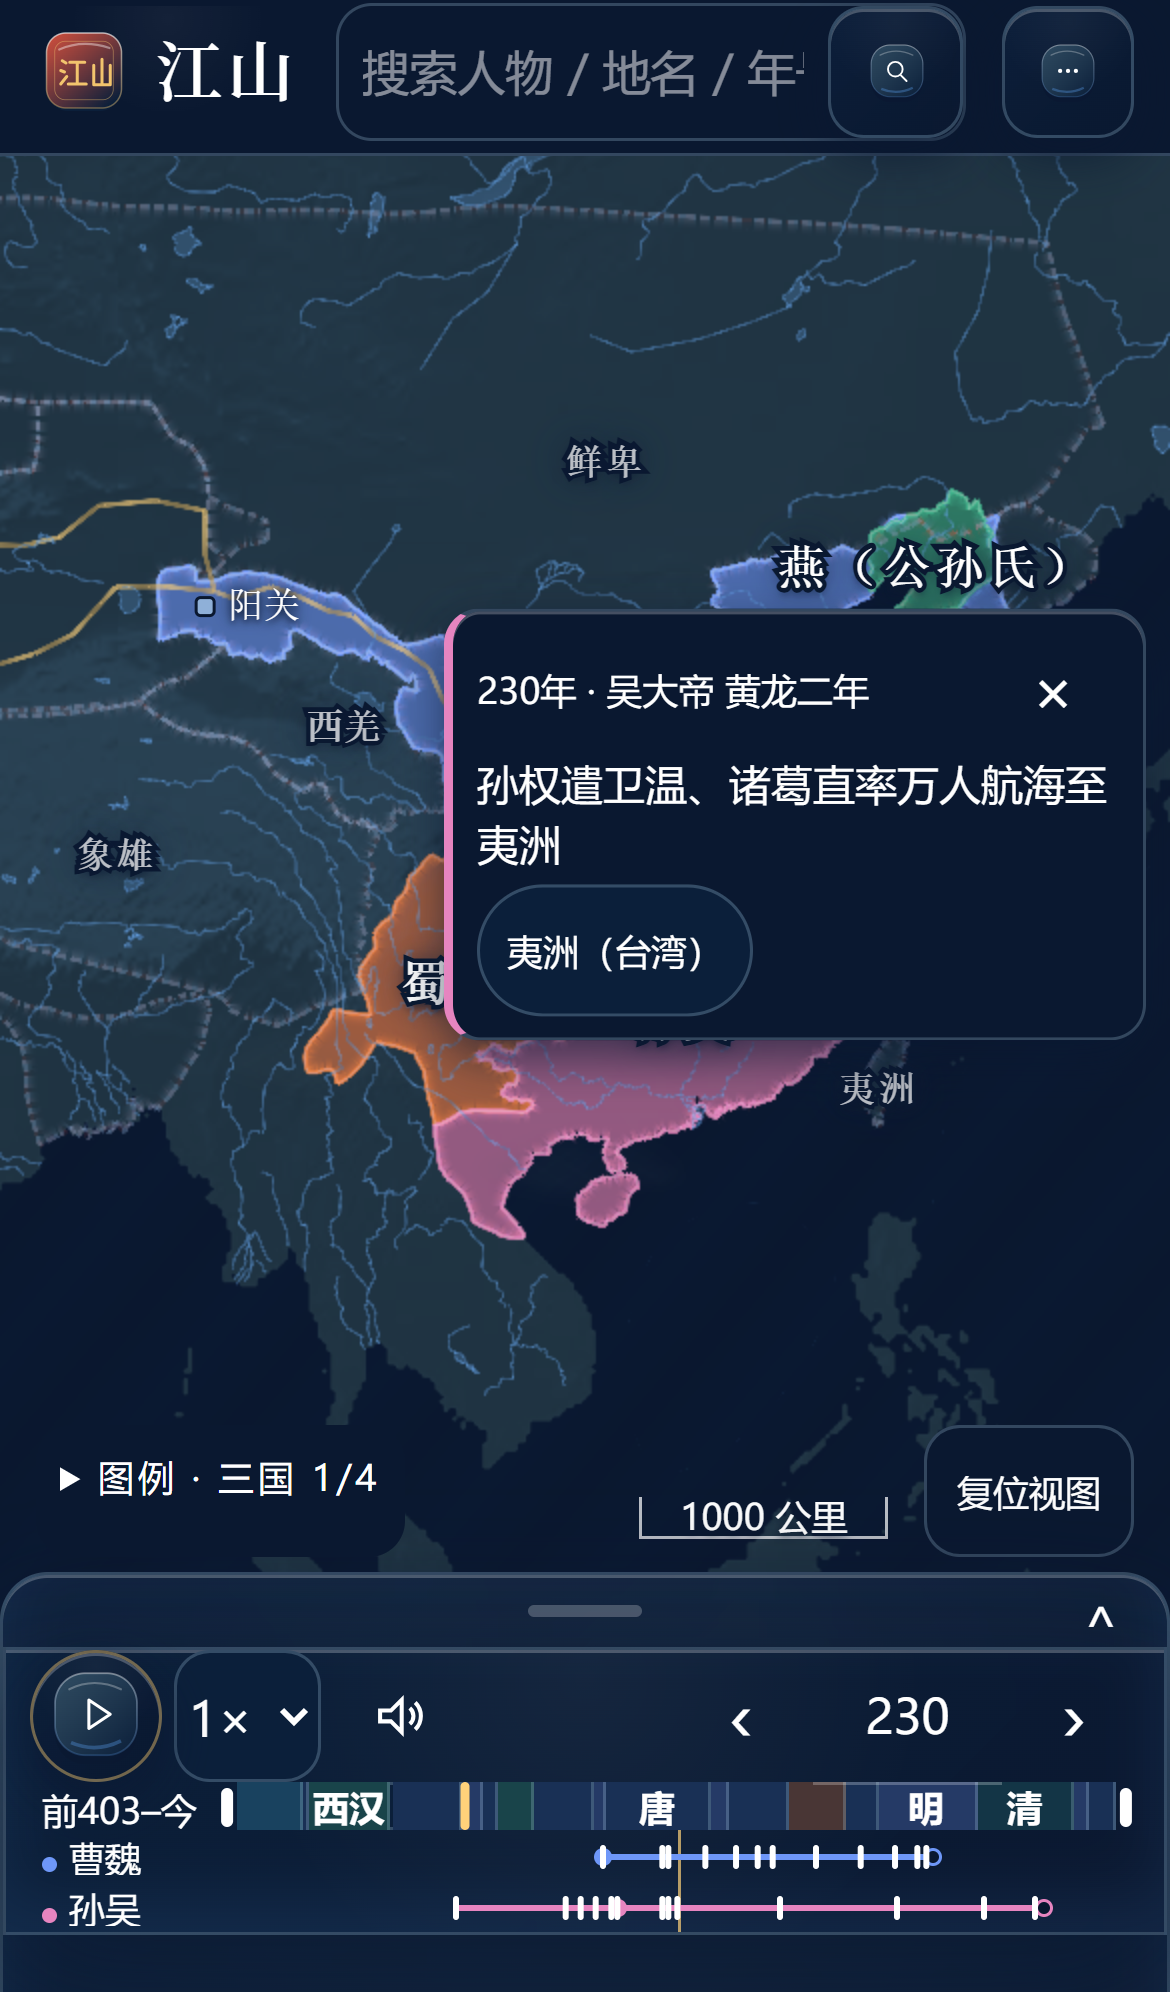 江山
江山
搜索人物 / 地名 / 年
鲜卑
燕（公孙氏）
阳关
230年 · 吴大帝 黄龙二年
×
西羌
孙权遣卫温、诸葛直率万人航海至
夷洲
象雄
夷洲（台湾）
蜀
夷洲
▶ 图例 · 三国 1/4
1000 公里
复位视图
1×
‹ 230 ›
前403–今
西汉
唐
明
清
曹魏
孙吴